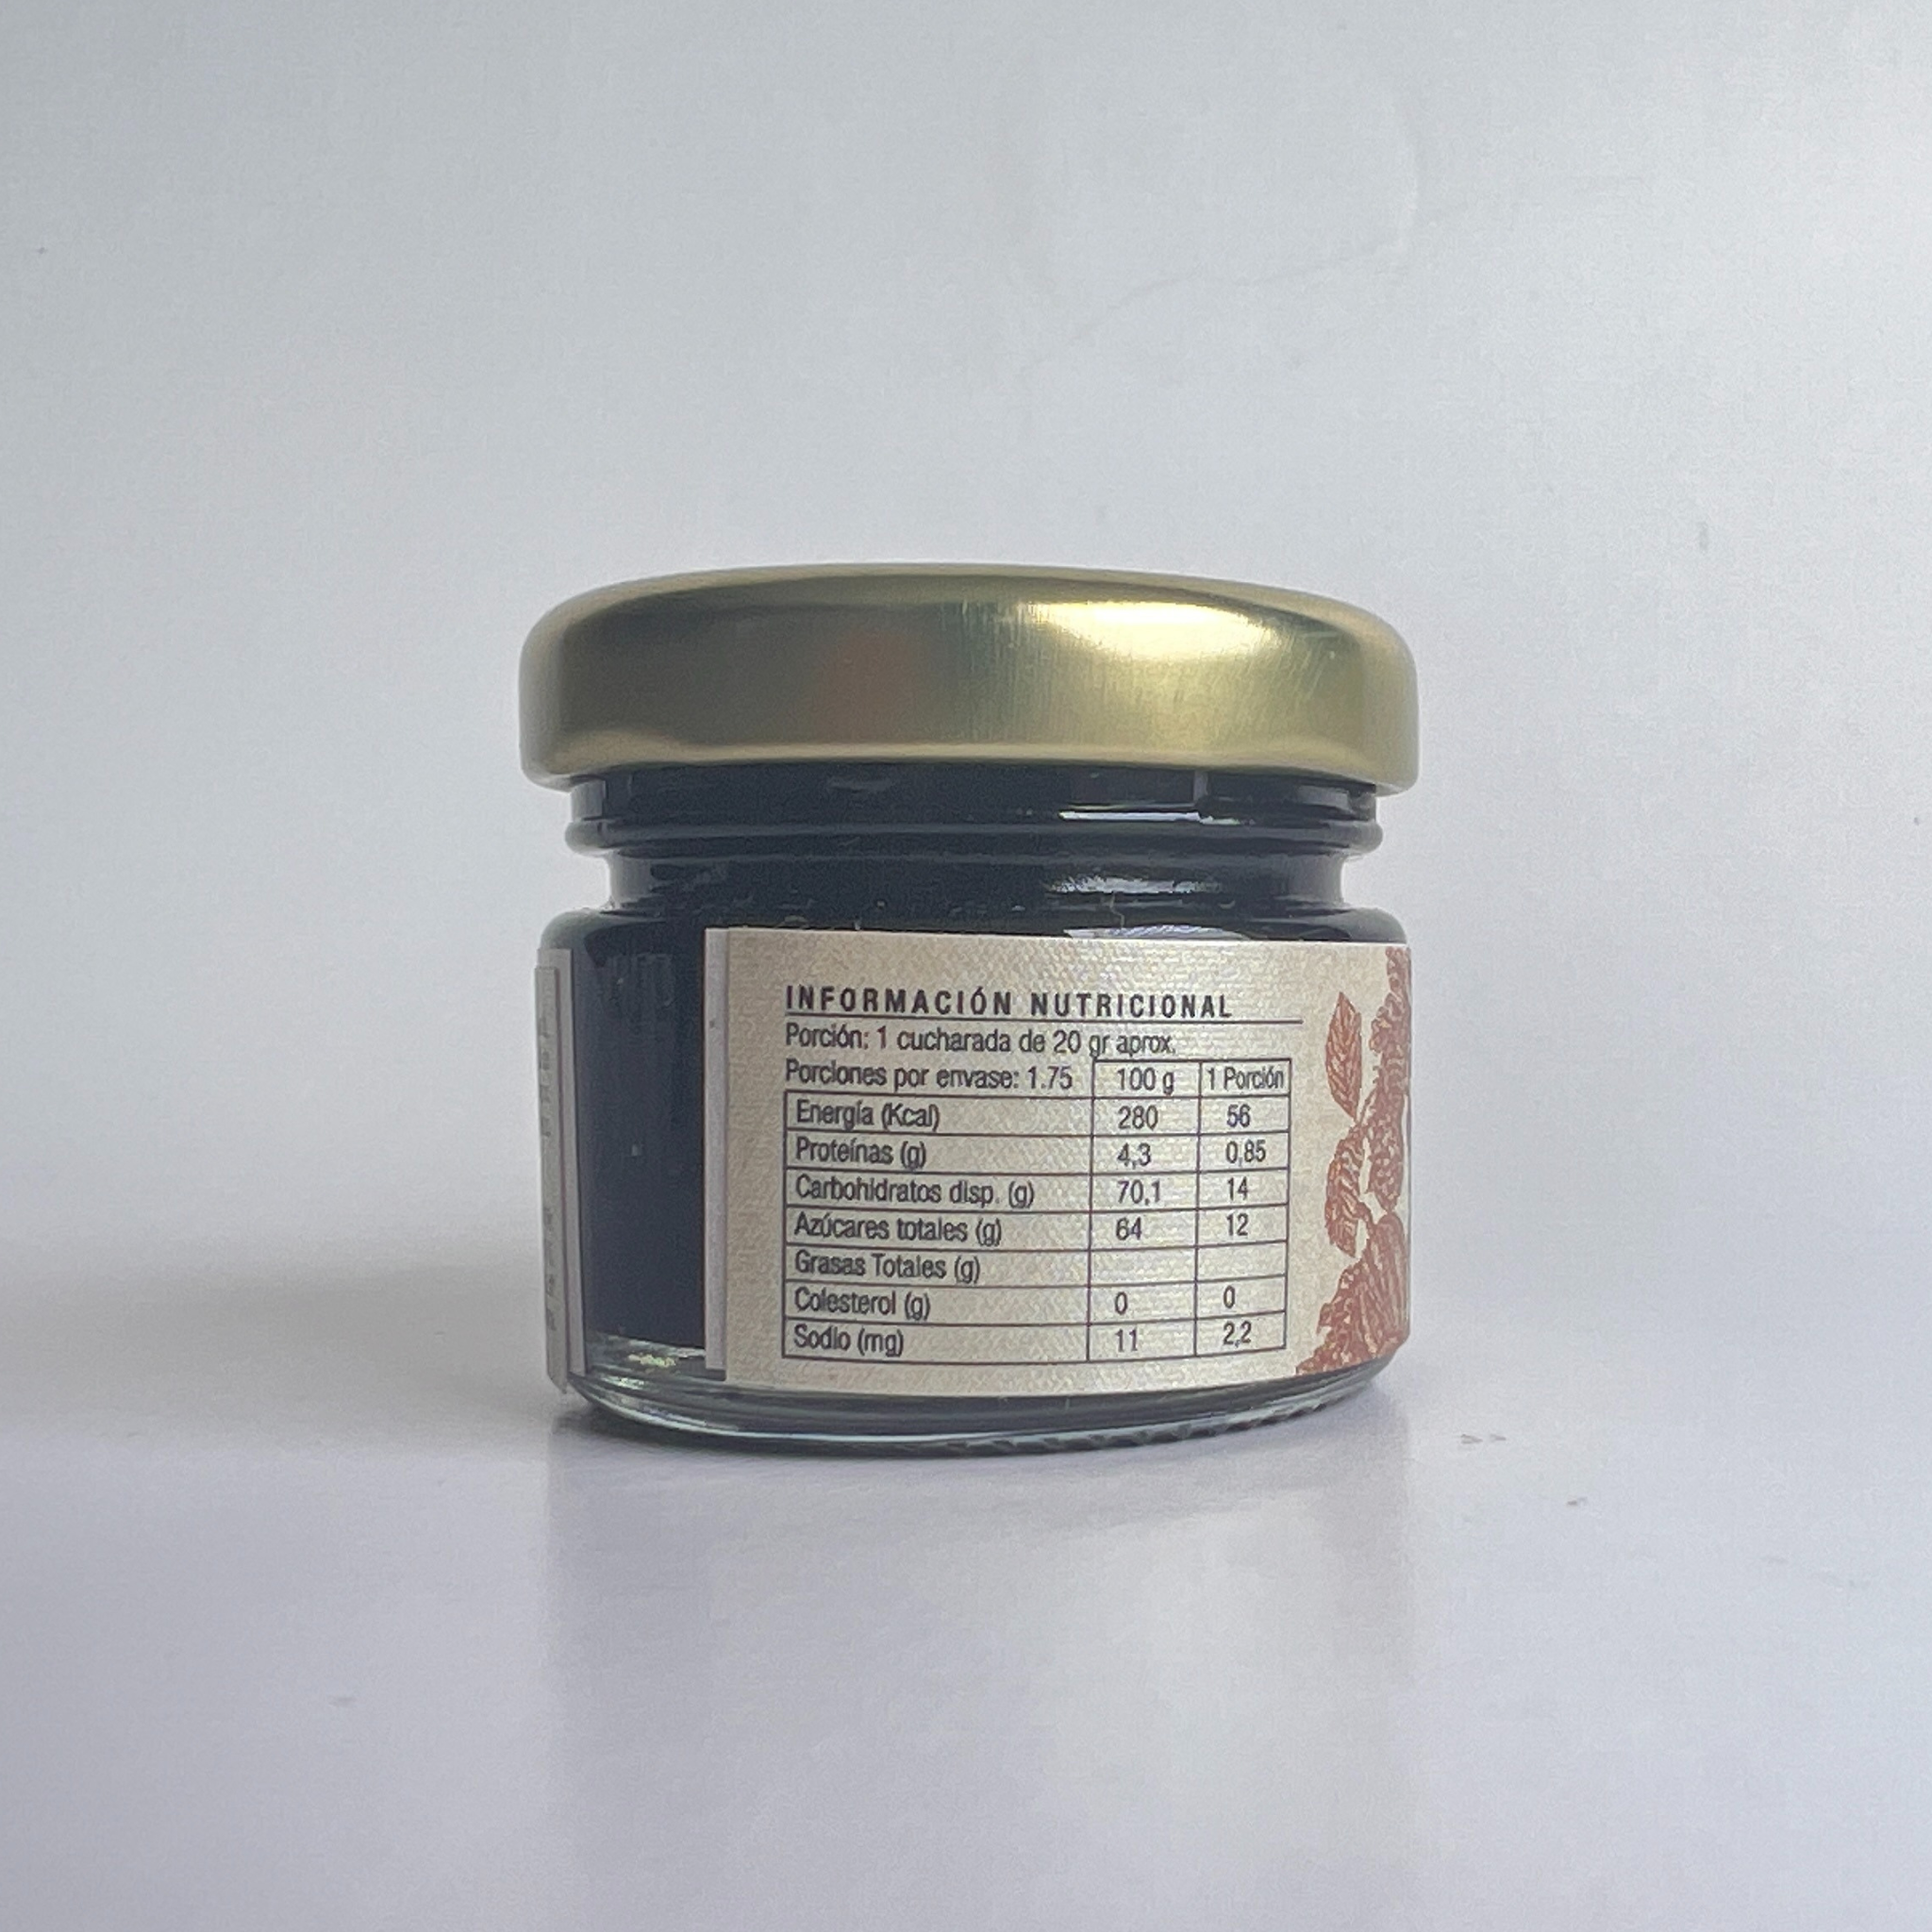 INFORMACIÓN NUTRICIONAL
Porción: 1 cucharada de 20 gr aprox.
Porciones por envase: 1.75 100 g 1 Porción
Energía (Kcal) 280 56
Proteínas (g) 4,3 0,85
Carbohidratos disp. (g) 70,1 14
Azúcares totales (g) 64 12
Grasas Totales (g)
Colesterol (g) 0 0
Sodio (mg) 11 2,2